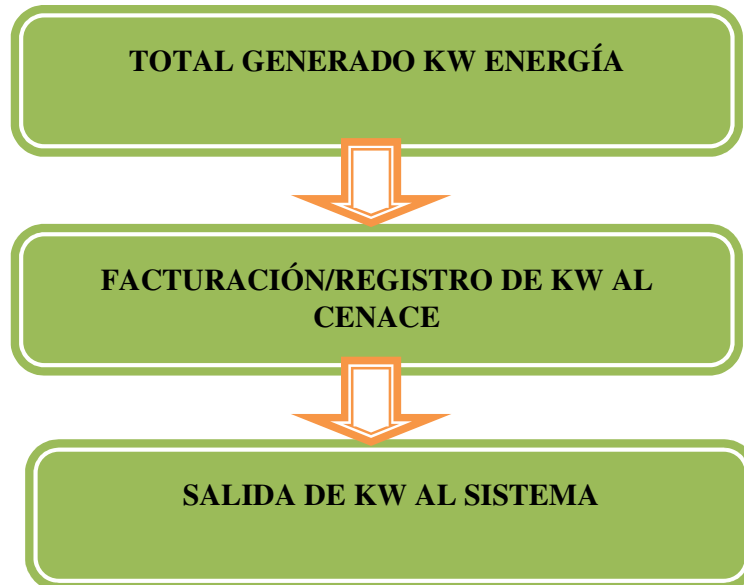 TOTAL GENERADO KW ENERGÍA
FACTURACIÓN/REGISTRO DE KW AL
CENACE
SALIDA DE KW AL SISTEMA